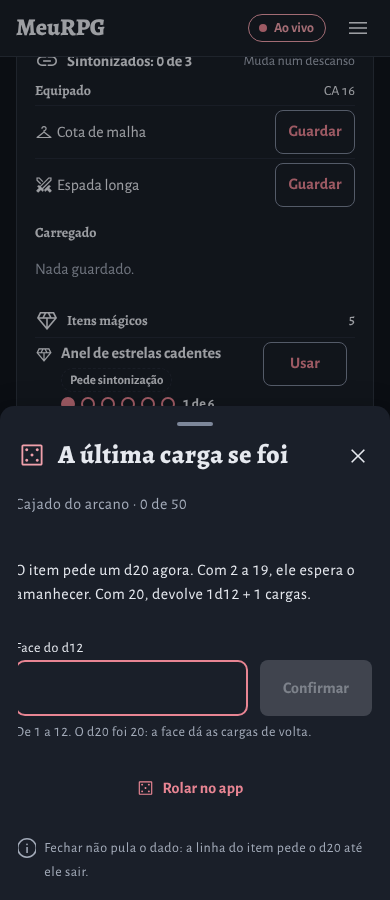 MeuRPG
Ao vivo
Sintonizados: 0 de 3
Muda num descanso
Equipado
CA 16
Cota de malha
Guardar
Espada longa
Guardar
Carregado
Nada guardado.
Itens mágicos
5
Anel de estrelas cadentes
Usar
Pede sintonização
1 de 6
A última carga se foi
Cajado do arcano · 0 de 50
O item pede um d20 agora. Com 2 a 19, ele espera o
amanhecer. Com 20, devolve 1d12 + 1 cargas.
Face do d12
Confirmar
De 1 a 12. O d20 foi 20: a face dá as cargas de volta.
Rolar no app
Fechar não pula o dado: a linha do item pede o d20 até
ele sair.